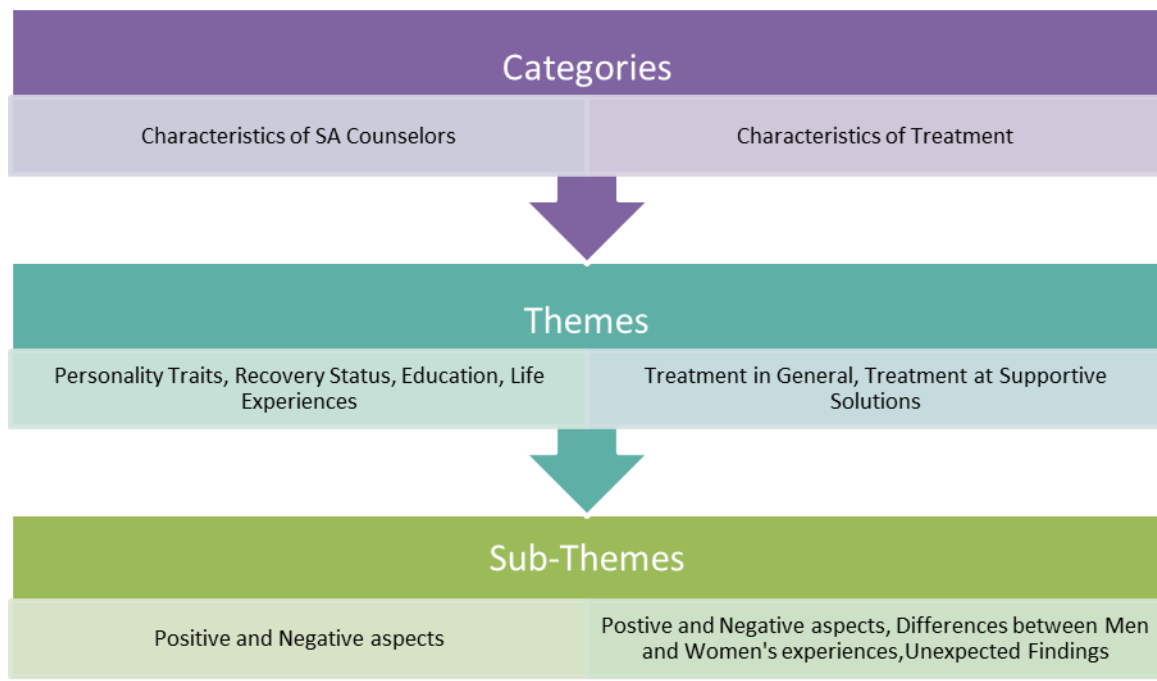 Categories
Characteristics of SA Counselors
Characteristics of Treatment
Themes
Personality Traits, Recovery Status, Education, Life
Experiences
Treatment in General, Treatment at Supportive
Solutions
Sub-Themes
Positive and Negative aspects
Postive and Negative aspects, Differences between Men
and Women's experiences,Unexpected Findings